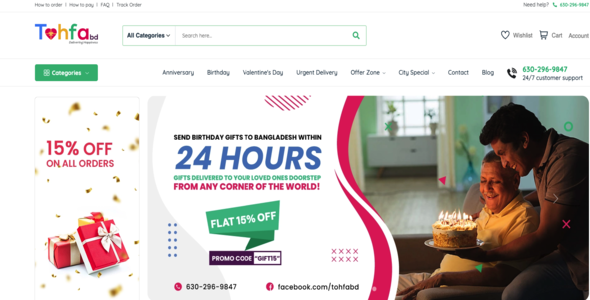 How to order | How to pay | FAQ | Track Order
Need help? 630-296-9847
Tohfa bd
All Categories
Search here..
Wishlist
Cart
Account
Categories
Anniversary
Birthday
Valentine's Day
Urgent Delivery
Offer Zone
City Special
Contact
Blog
630-296-9847
24/7 customer support
15% OFF
ON ALL ORDERS
SEND BIRTHDAY GIFTS TO BANGLADESH WITHIN
24 HOURS
GIFTS DELIVERED TO YOUR LOVED ONES DOORSTEP
FROM ANY CORNER OF THE WORLD!
FLAT 15% OFF
PROMO CODE "GIFT15"
630-296-9847
facebook.com/tohfabd